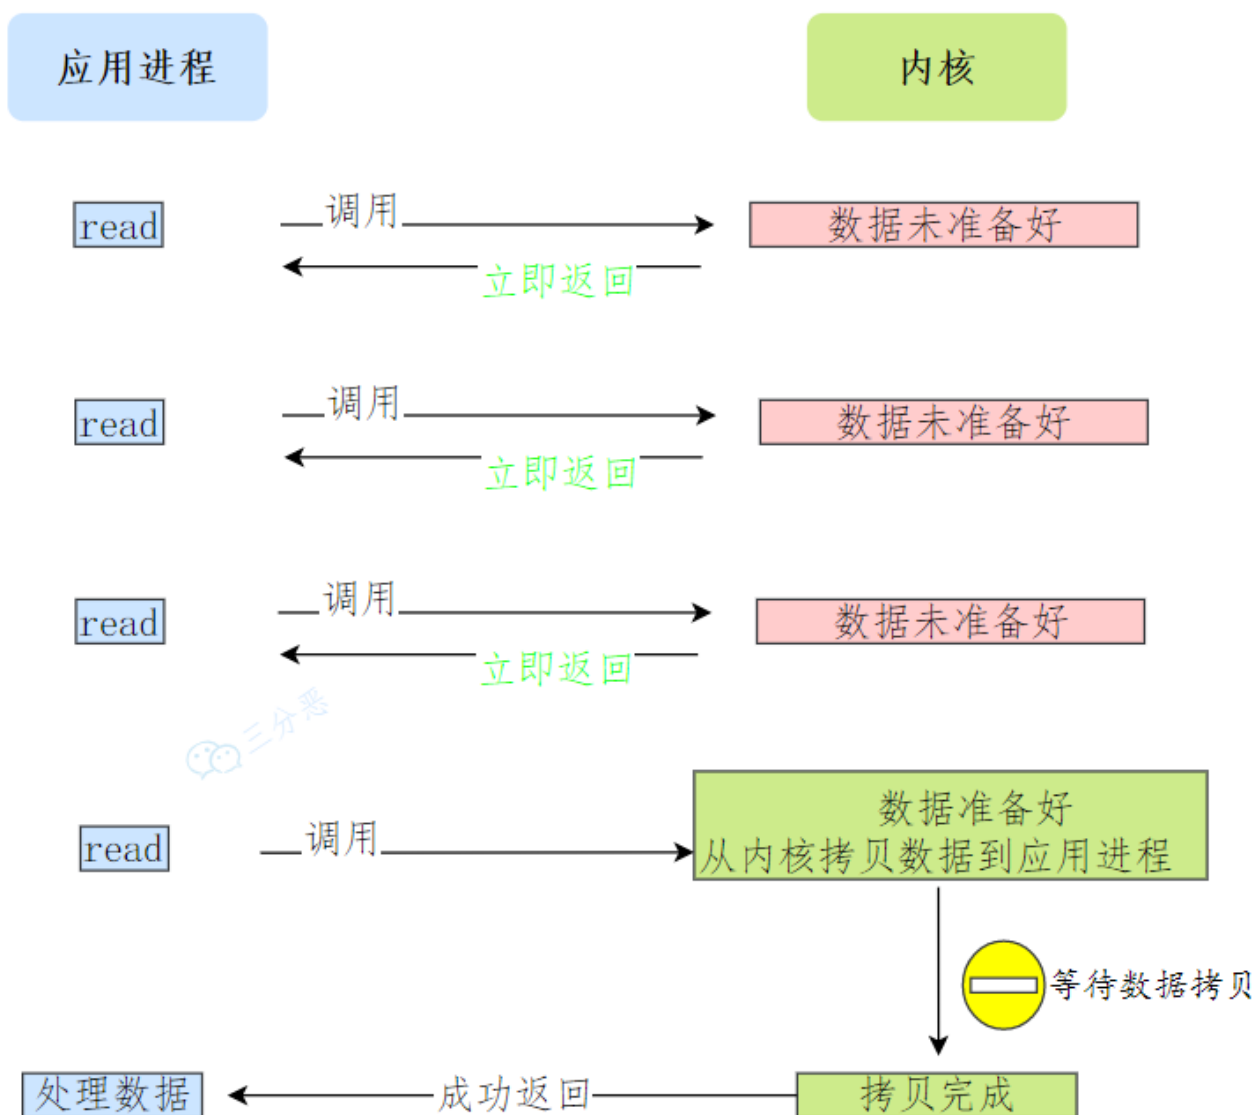 应用进程
内核
read
调用
数据未准备好
立即返回
read
调用
数据未准备好
立即返回
read
调用
数据未准备好
立即返回
三分恶
read
调用
数据准备好
从内核拷贝数据到应用进程
等待数据拷贝
处理数据
成功返回
拷贝完成